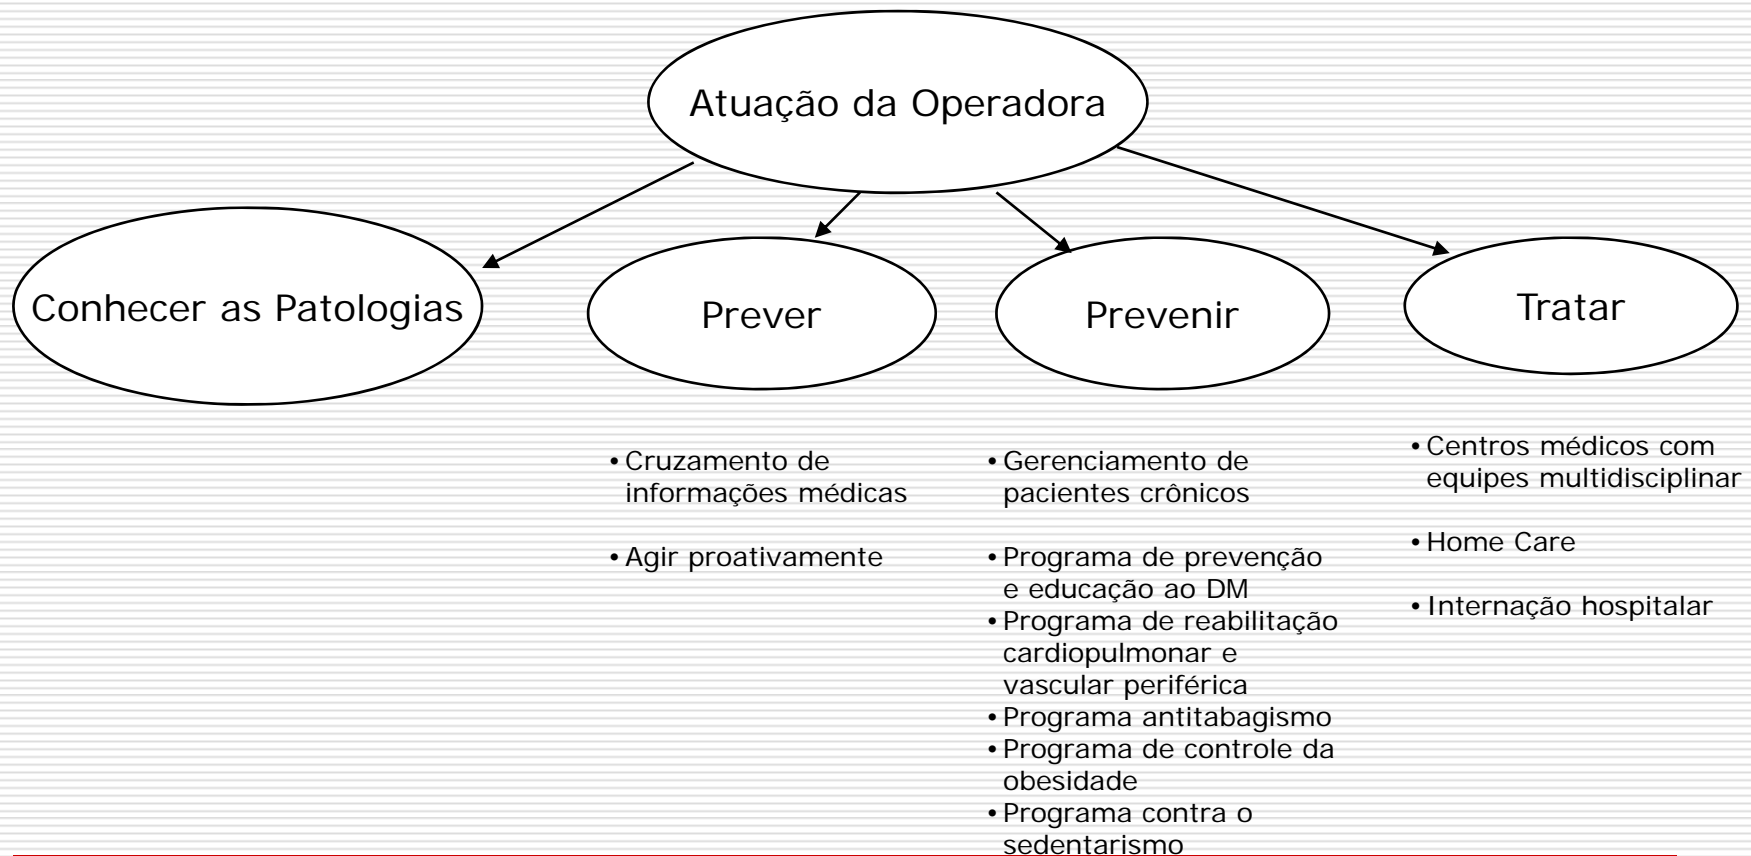 Atuação da Operadora
Conhecer as Patologias
Prever
Prevenir
Tratar
• Cruzamento de
informações médicas
• Agir proativamente
• Gerenciamento de
pacientes crônicos
• Programa de prevenção
e educação ao DM
• Programa de reabilitação
cardiopulmonar e
vascular periférica
• Programa antitabagismo
• Programa de controle da
obesidade
• Programa contra o
sedentarismo
• Centros médicos com
equipes multidisciplinar
• Home Care
• Internação hospitalar